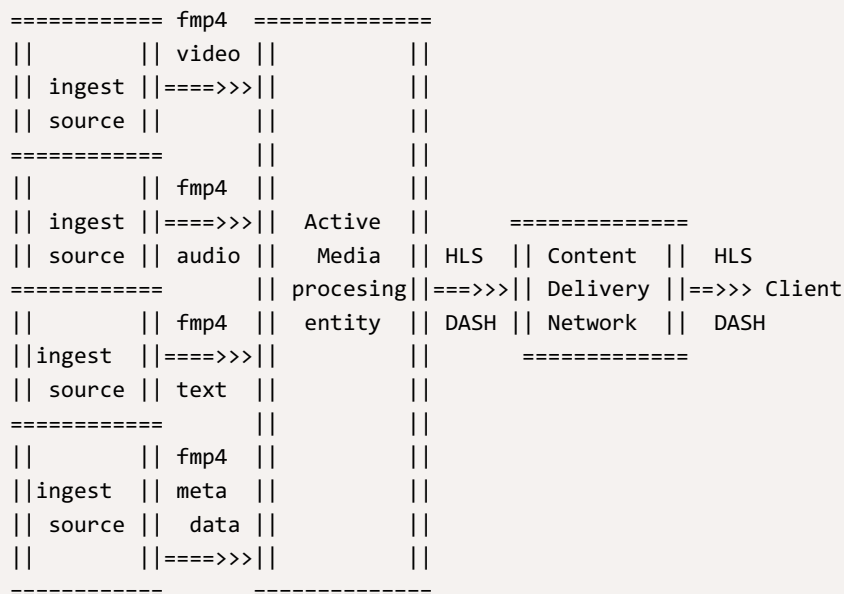 ============ fmp4  ==============
||        || video ||          ||
|| ingest ||====>>>||          ||
|| source ||       ||          ||
============       ||          ||
||        || fmp4  ||          ||
|| ingest ||====>>>||  Active  ||      ==============
|| source || audio ||   Media  || HLS  || Content  ||  HLS
============       || procesing||===>>>|| Delivery ||==>>> Client
||        || fmp4  ||  entity  || DASH || Network  ||  DASH
||ingest  ||====>>>||          ||       =============
|| source || text  ||          ||
============       ||          ||
||        || fmp4  ||          ||
||ingest  || meta  ||          ||
|| source ||  data ||          ||
||        ||====>>>||          ||
============       ==============